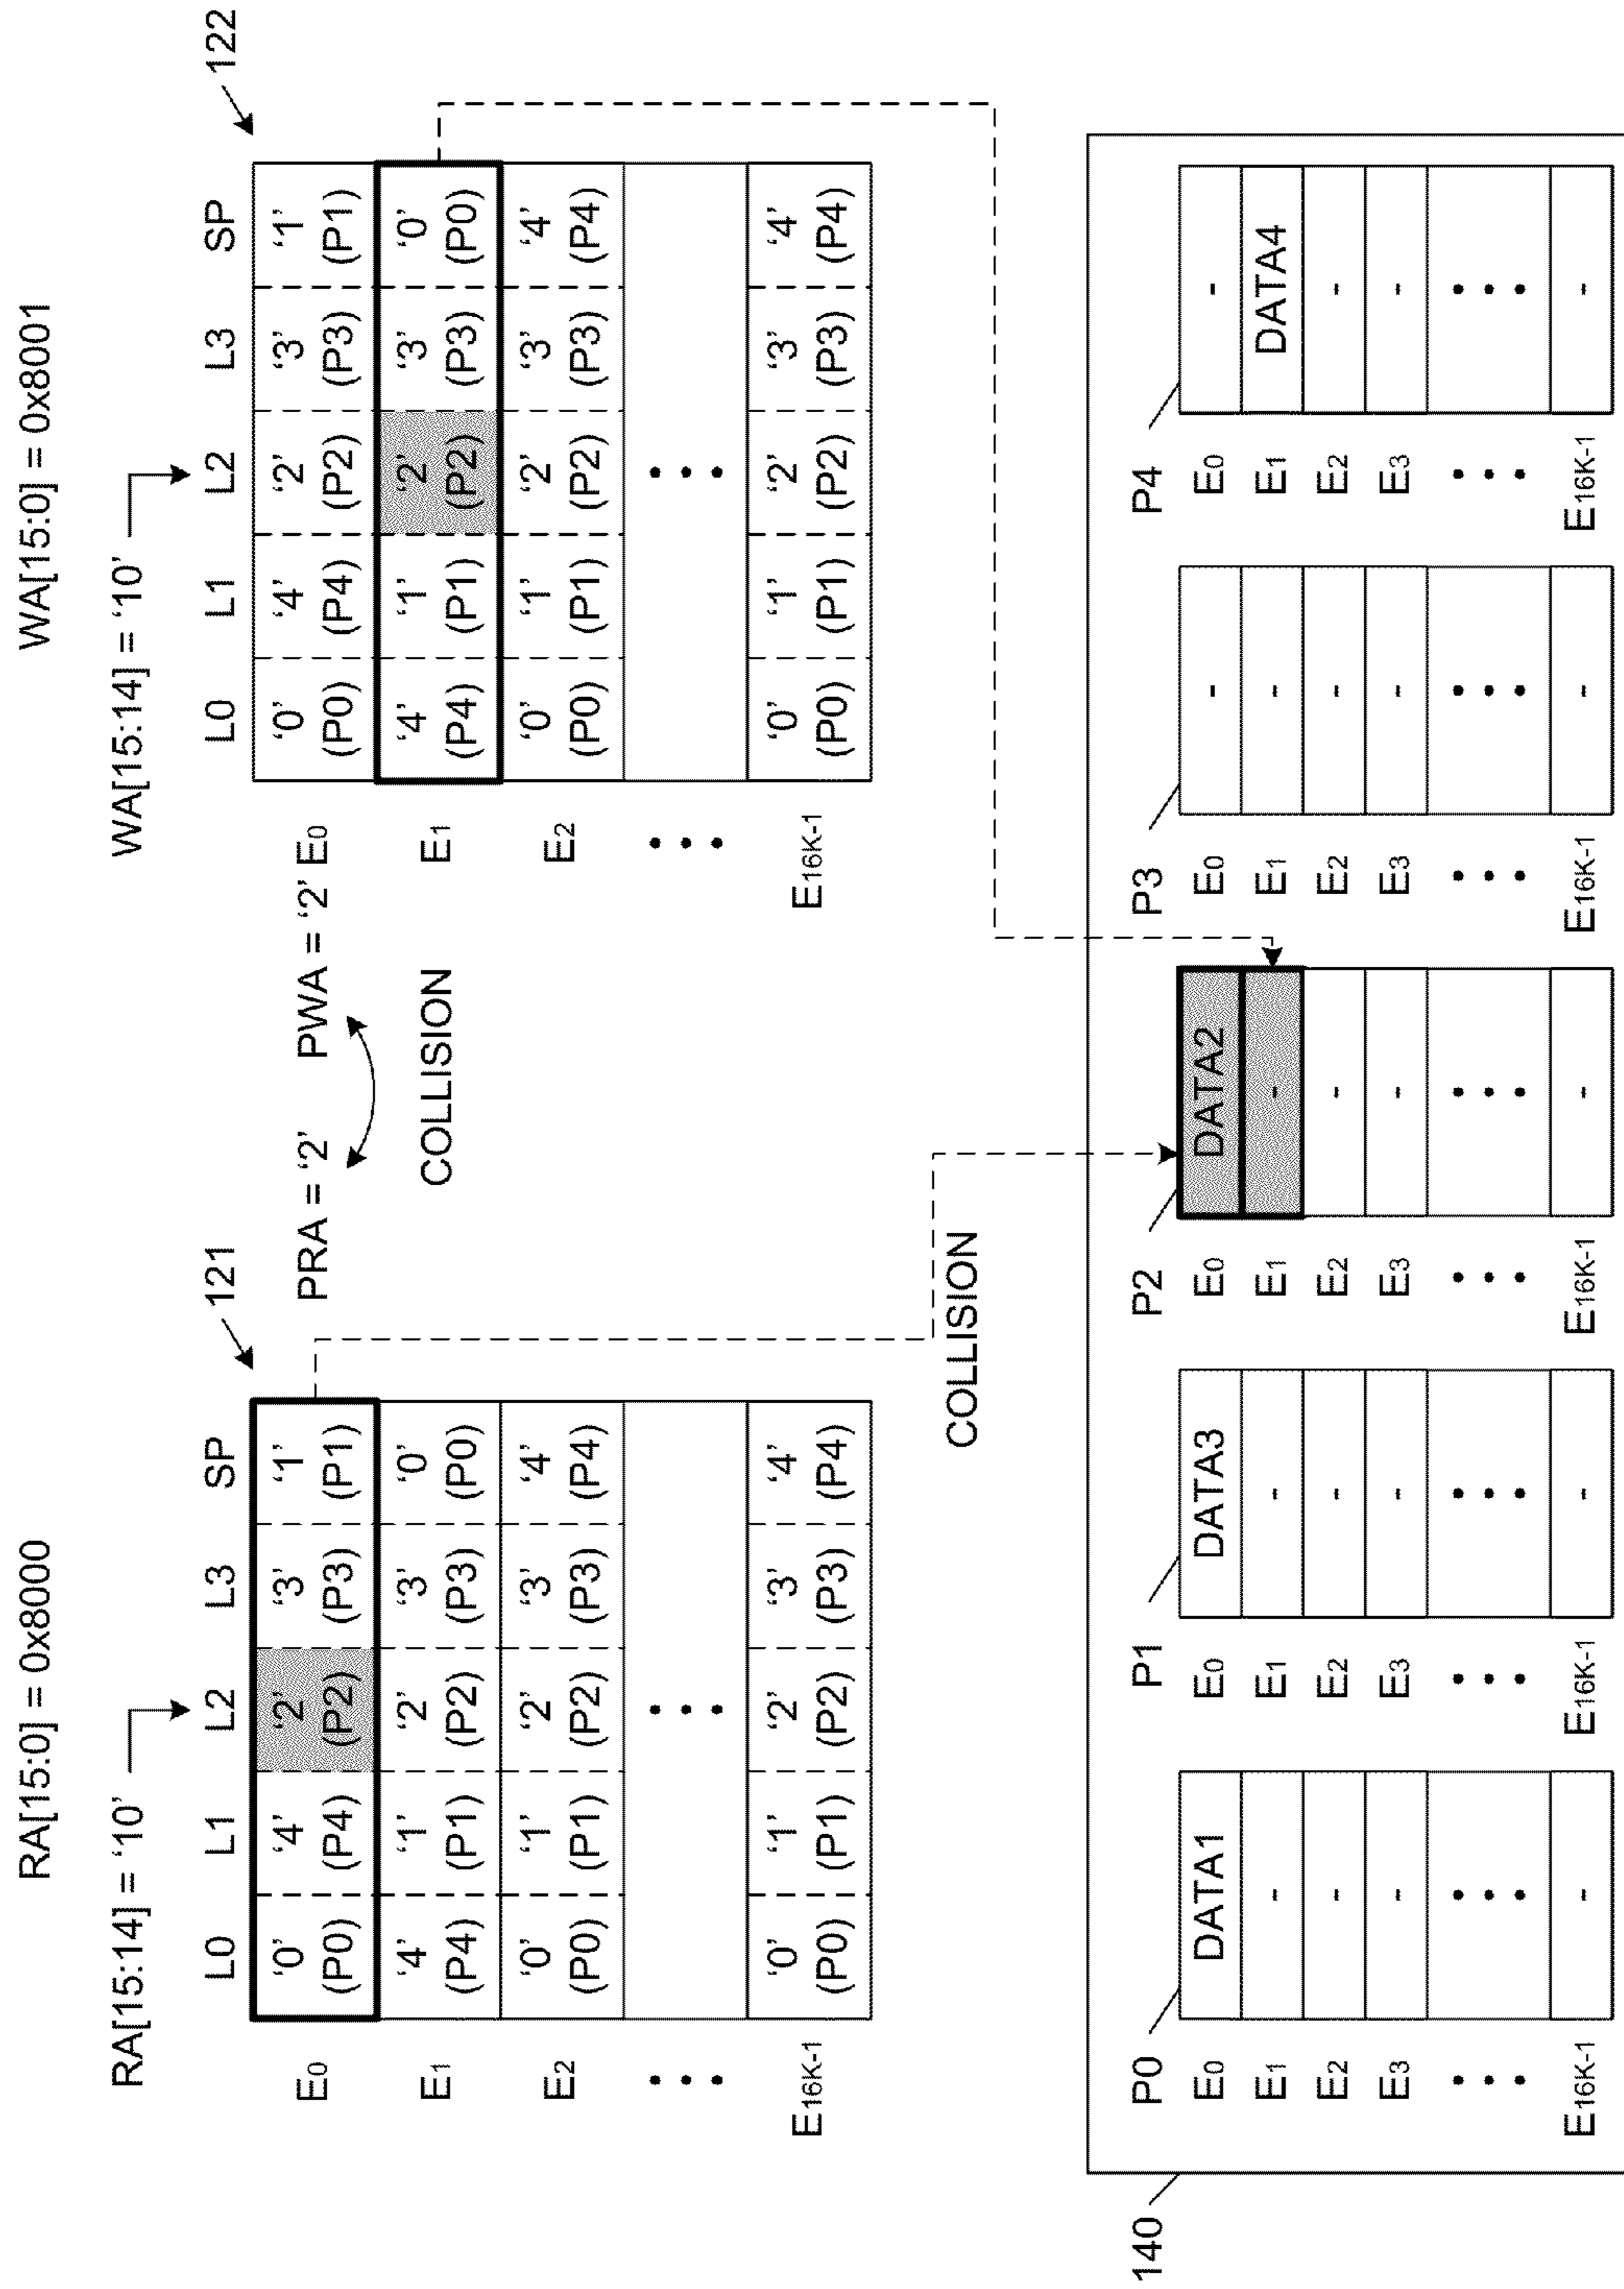 RA[15:0] = 0x8000
WA[15:0] = 0x8001
RA[15:14] = ‘10’
WA[15:14] = ‘10’
121
122
L0 L1 L2 L3 SP
E0 ‘0’ (P0) ‘4’ (P4) ‘2’ (P2) ‘3’ (P3) ‘1’ (P1)
E1 ‘4’ (P4) ‘1’ (P1) ‘2’ (P2) ‘3’ (P3) ‘0’ (P0)
E2 ‘0’ (P0) ‘1’ (P1) ‘2’ (P2) ‘3’ (P3) ‘4’ (P4)
E16K-1 ‘0’ (P0) ‘1’ (P1) ‘2’ (P2) ‘3’ (P3) ‘4’ (P4)
PRA = ‘2’ PWA = ‘2’
COLLISION
L0 L1 L2 L3 SP
E0 ‘0’ (P0) ‘4’ (P4) ‘2’ (P2) ‘3’ (P3) ‘1’ (P1)
E1 ‘4’ (P4) ‘1’ (P1) ‘2’ (P2) ‘3’ (P3) ‘0’ (P0)
E2 ‘0’ (P0) ‘1’ (P1) ‘2’ (P2) ‘3’ (P3) ‘4’ (P4)
E16K-1 ‘0’ (P0) ‘1’ (P1) ‘2’ (P2) ‘3’ (P3) ‘4’ (P4)
COLLISION
140
P0 P1 P2 P3 P4
E0 DATA1 E0 DATA3 E0 DATA2 E0 - E0 -
E1 - E1 - E1 - E1 - E1 DATA4
E2 - E2 - E2 - E2 - E2 -
E3 - E3 - E3 - E3 - E3 -
E16K-1 - E16K-1 - E16K-1 - E16K-1 - E16K-1 -